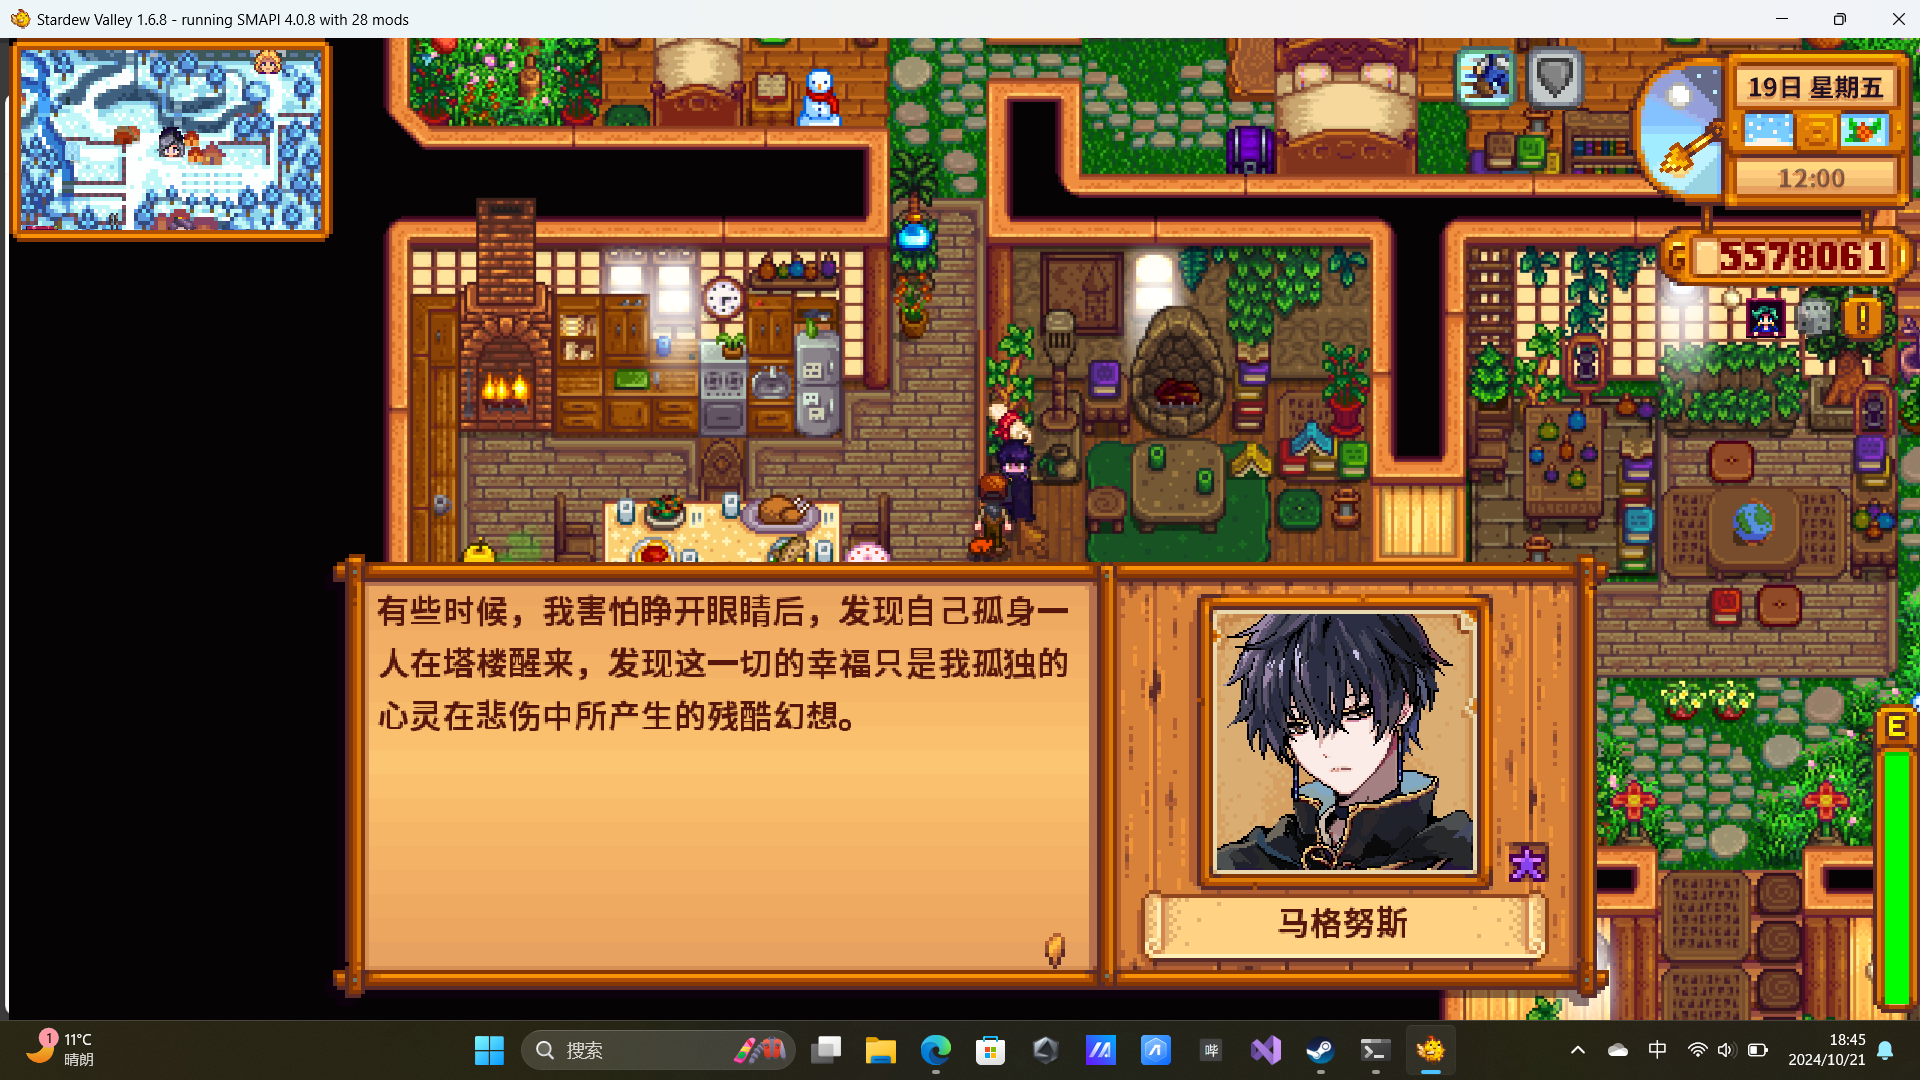 Stardew Valley 1.6.8 - running SMAPI 4.0.8 with 28 mods
19日 星期五
12:00
G 5578061
有些时候，我害怕睁开眼睛后，发现自己孤身一
人在塔楼醒来，发现这一切的幸福只是我孤独的
心灵在悲伤中所产生的残酷幻想。
马格努斯
E
1
11°C
晴朗
搜索
哔
中
18:45
2024/10/21